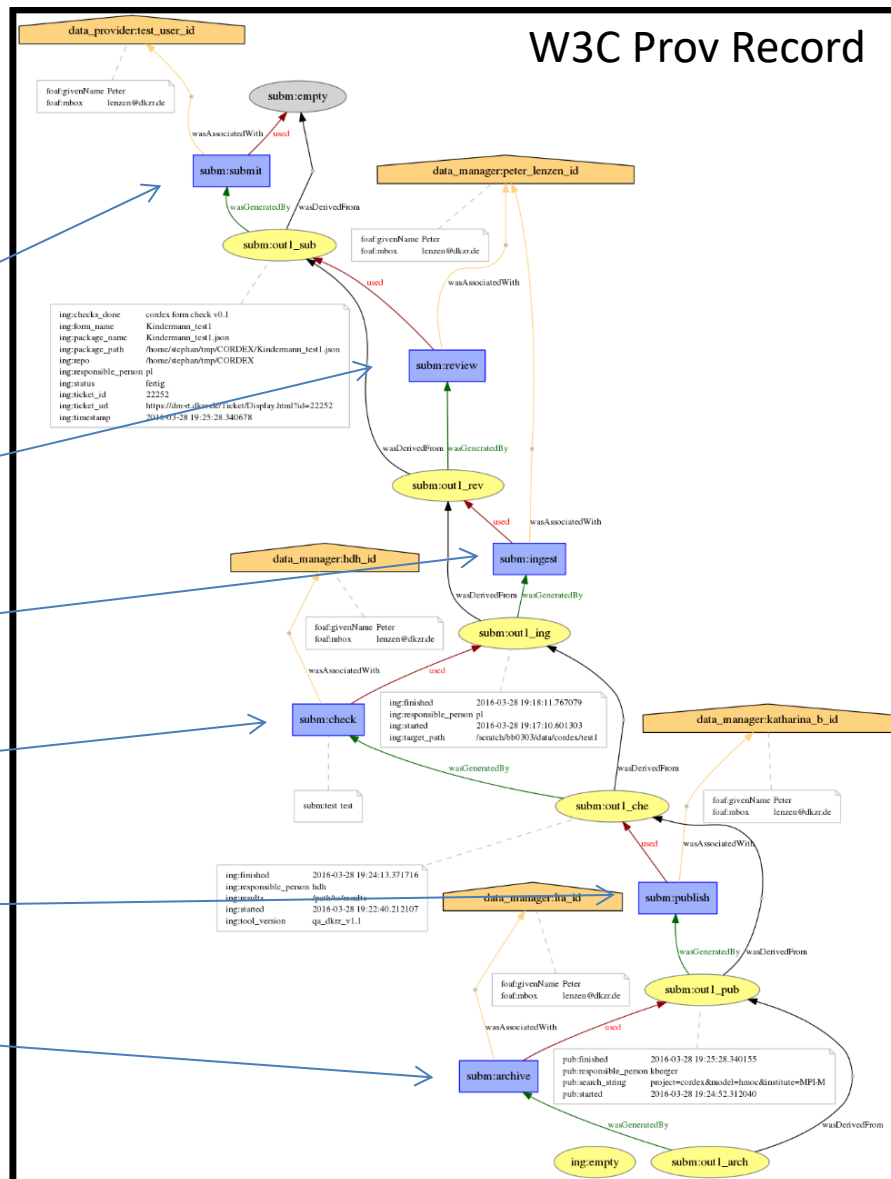 W3C Prov Record
data_provider:test_user_id
foaf:givenName Peter
foaf:mbox lenzen@dkzr.de
subm:empty
wasAssociatedWith
used
subm:submit
data_manager:peter_lenzen_id
wasGeneratedBy
wasDerivedFrom
subm:out1_sub
foaf:givenName Peter
foaf:mbox lenzen@dkzr.de
used
wasAssociatedWith
ing:checks_done cordex form check v0.1
ing:form_name Kindermann_test1
ing:package_name Kindermann_test1.json
ing:package_path /home/stephan/tmp/CORDEX/Kindermann_test1.json
ing:repo /home/stephan/tmp/CORDEX
ing:responsible_person pl
ing:status fertig
ing:ticket_id 22252
ing:ticket_url
ing:timestamp 2016-03-28 19:25:28.340678
subm:review
wasDerivedFrom
wasGeneratedBy
subm:out1_rev
used
wasAssociatedWith
data_manager:hdh_id
subm:ingest
wasDerivedFrom
wasGeneratedBy
foaf:givenName Peter
foaf:mbox lenzen@dkzr.de
subm:out1_ing
wasAssociatedWith
used
ing:finished 2016-03-28 19:18:11.767079
ing:responsible_person pl
ing:started 2016-03-28 19:17:10.601303
ing:target_path /scratch/bb0303/data/cordex/test1
subm:check
data_manager:katharina_b_id
wasGeneratedBy
wasDerivedFrom
subm:test test
subm:out1_che
foaf:givenName Peter
foaf:mbox lenzen@dkzr.de
used
wasAssociatedWith
ing:finished 2016-03-28 19:24:13.371716
ing:responsible_person hdh
ing:results /path/to/results
ing:started 2016-03-28 19:22:40.212107
ing:tool_version qa_dkrz_v1.1
data_manager:lta_id
subm:publish
wasGeneratedBy
wasDerivedFrom
foaf:givenName Peter
foaf:mbox lenzen@dkzr.de
subm:out1_pub
wasAssociatedWith
used
pub:finished 2016-03-28 19:25:28.340155
pub:responsible_person kberger
pub:search_string project=cordex&model=hmoc&institute=MPI-M
pub:started 2016-03-28 19:24:52.312040
subm:archive
wasGeneratedBy
wasDerivedFrom
ing:empty
subm:out1_arch